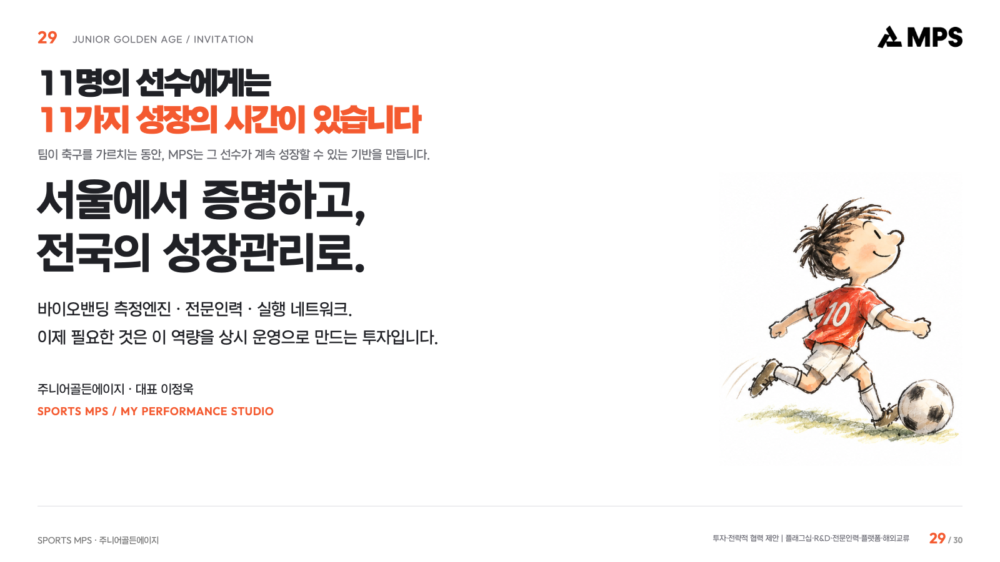 29 JUNIOR GOLDEN AGE / INVITATION
MPS
11명의 선수에게는
11가지 성장의 시간이 있습니다
팀이 축구를 가르치는 동안, MPS는 그 선수가 계속 성장할 수 있는 기반을 만듭니다.
서울에서 증명하고,
전국의 성장관리로.
바이오밴딩 측정엔진 · 전문인력 · 실행 네트워크.
이제 필요한 것은 이 역량을 상시 운영으로 만드는 투자입니다.
10
주니어골든에이지 · 대표 이정욱
SPORTS MPS / MY PERFORMANCE STUDIO
SPORTS MPS · 주니어골든에이지
투자·전략적 협력 제안 | 플래그십·R&D·전문인력·플랫폼·해외교류
29 / 30